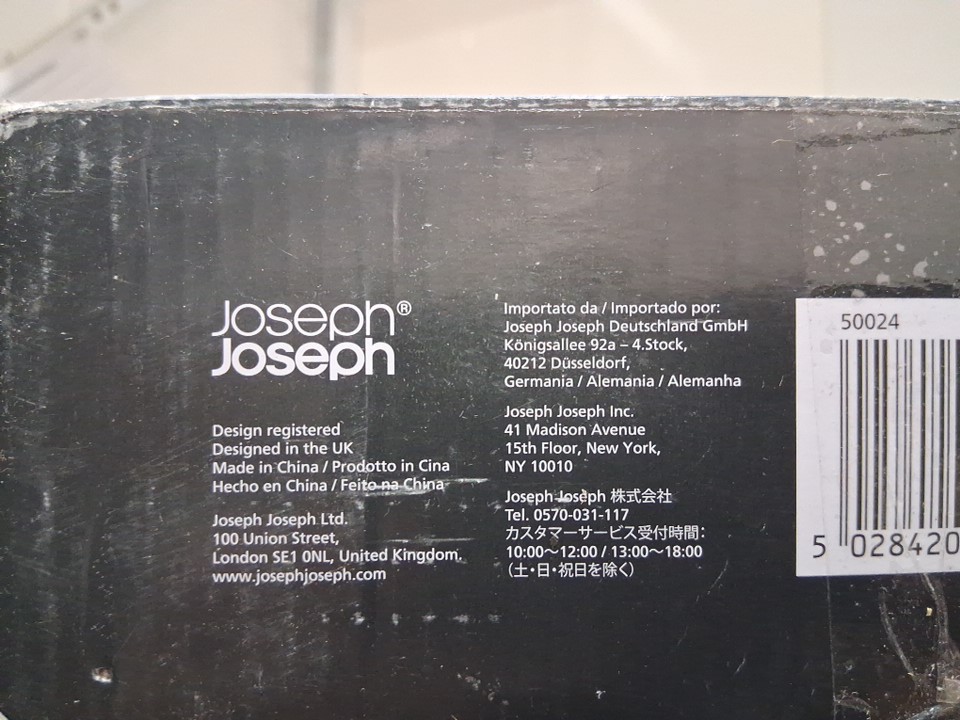 Joseph®
Joseph
Design registered
Designed in the UK
Made in China / Prodotto in Cina
Hecho en China / Feito na China
Joseph Joseph Ltd.
100 Union Street,
London SE1 0NL, United Kingdom.
www.josephjoseph.com
Importato da / Importado por:
Joseph Joseph Deutschland GmbH
Königsallee 92a – 4.Stock,
40212 Düsseldorf,
Germania / Alemania / Alemanha
Joseph Joseph Inc.
41 Madison Avenue
15th Floor, New York,
NY 10010
Joseph Joseph 株式会社
Tel. 0570-031-117
カスタマーサービス受付時間:
10:00〜12:00 / 13:00〜18:00
(土・日・祝日を除く)
50024
5 028420